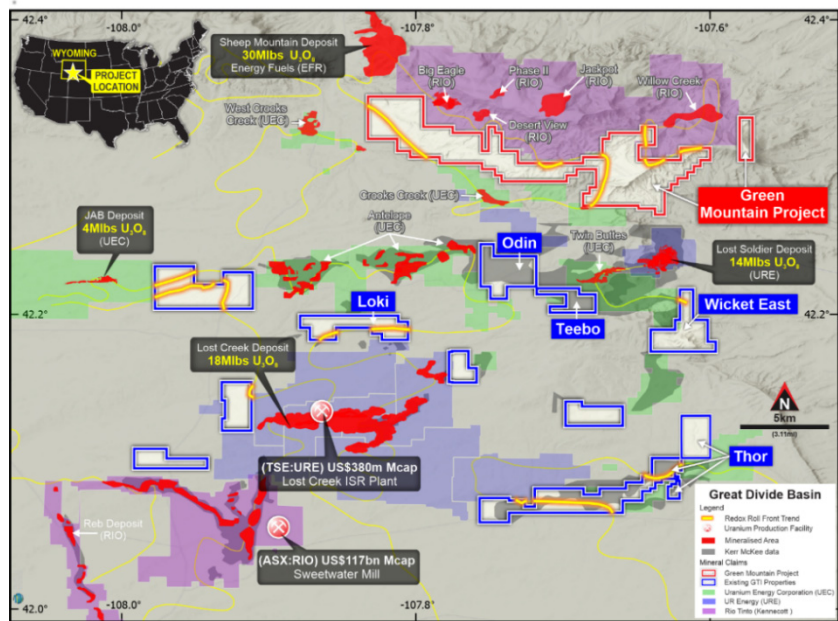 42.4
-108.0
-107.8
-107.6
42.4
WYOMING
PROJECT
LOCATION
Sheep Mountain Deposit
30Mlbs U₃O₈
Energy Fuels (EFR)
Big Eagle
(RIO)
Phase II
(RIO)
Jackpot
(RIO)
Willow Creek
(RIO)
Desert View
(RIO)
West Crooks
Creek (UEC)
Crooks Creek (UEC)
Green
Mountain Project
JAB Deposit
4Mlbs U₃O₈
(UEC)
Antelope
(UEC)
Odin
Twin Buttes
(UEC)
Lost Soldier Deposit
14Mlbs U₃O₈
(URE)
Loki
Teebo
Wicket East
42.2
42.2
Lost Creek Deposit
18Mlbs U₃O₈
N
5km
(3.11mi)
(TSE:URE) US$380m Mcap
Lost Creek ISR Plant
Thor
Reb Deposit
(RIO)
(ASX:RIO) US$117bn Mcap
Sweetwater Mill
Great Divide Basin
Legend
Redox Roll Front Trend
Uranium Production Facility
Mineralised Area
Kerr McKee data
Mineral Claims
Green Mountain Project
Existing GTI Properties
Uranium Energy Corporation (UEC)
UR Energy (URE)
Rio Tinto (Kennecott)
42.0
-108.0
-107.8
-107.6